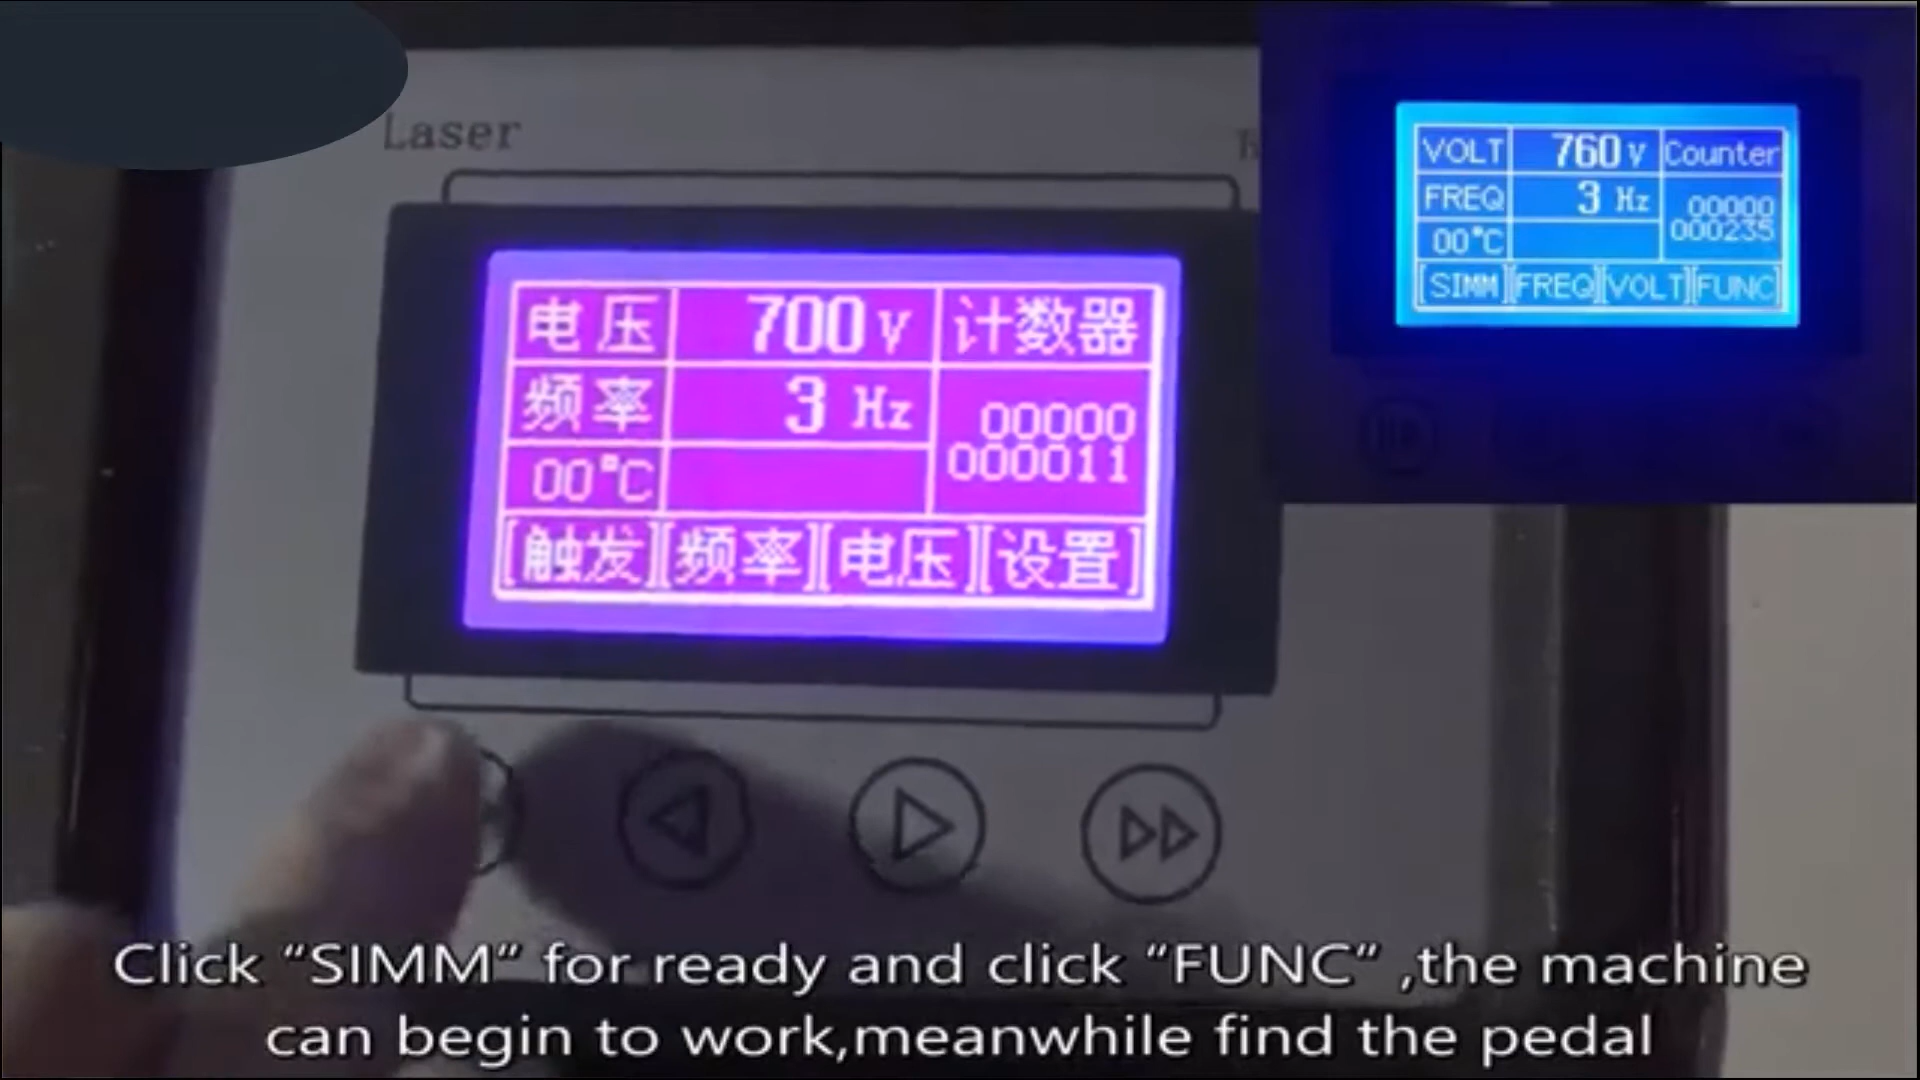 Laser
电压 700 V 计数器
频率 3 Hz
00000
000011
00°C
[触发][频率][电压][设置]
VOLT 760 V Counter
FREQ 3 Hz
00000
000235
00°C
[SIMM][FREQ][VOLT][FUNC]
Click “SIMM” for ready and click “FUNC” ,the machine
can begin to work,meanwhile find the pedal